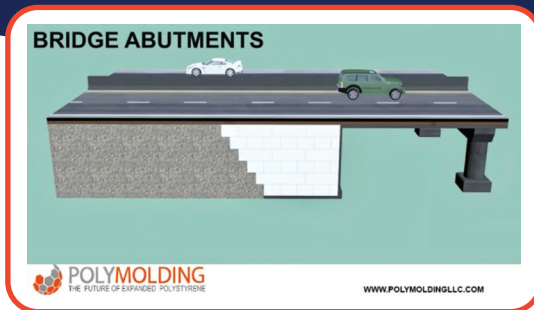 BRIDGE ABUTMENTS
POLYMOLDING
THE FUTURE OF EXPANDED POLYSTYRENE
WWW.POLYMOLDINGLLC.COM